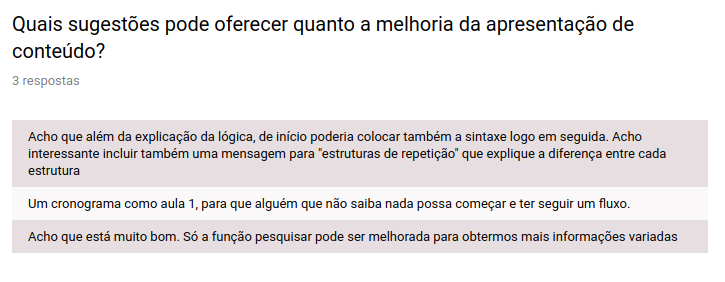 Quais sugestões pode oferecer quanto a melhoria da apresentação de
conteúdo?
3 respostas
Acho que além da explicação da lógica, de início poderia colocar também a sintaxe logo em seguida. Acho
interessante incluir também uma mensagem para "estruturas de repetição" que explique a diferença entre cada
estrutura
Um cronograma como aula 1, para que alguém que não saiba nada possa começar e ter seguir um fluxo.
Acho que está muito bom. Só a função pesquisar pode ser melhorada para obtermos mais informações variadas